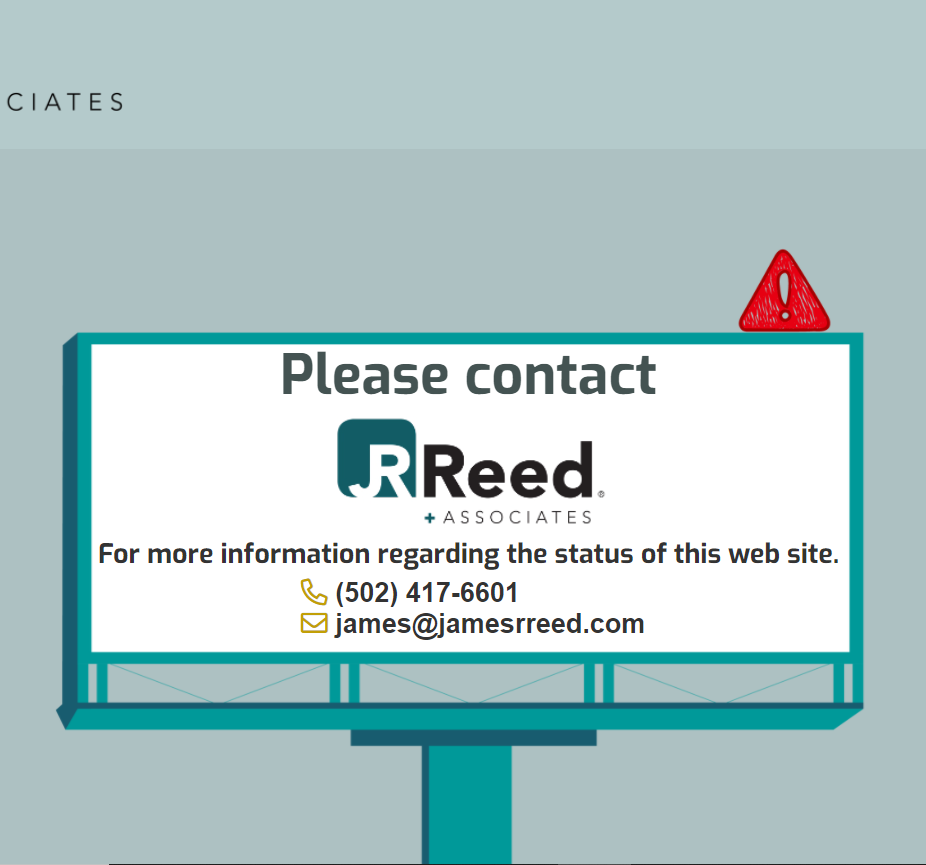 CIATES
Please contact
JR Reed®
+ ASSOCIATES
For more information regarding the status of this web site.
(502) 417-6601
james@jamesrreed.com